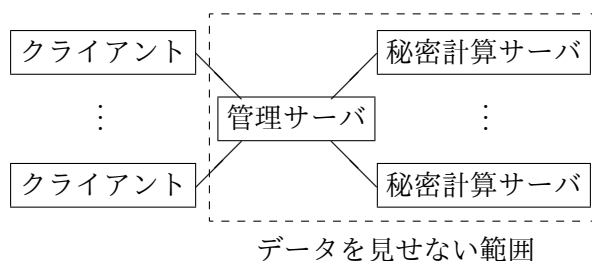 クライアント
秘密計算サーバ
⋮
管理サーバ
⋮
クライアント
秘密計算サーバ
データを見せない範囲